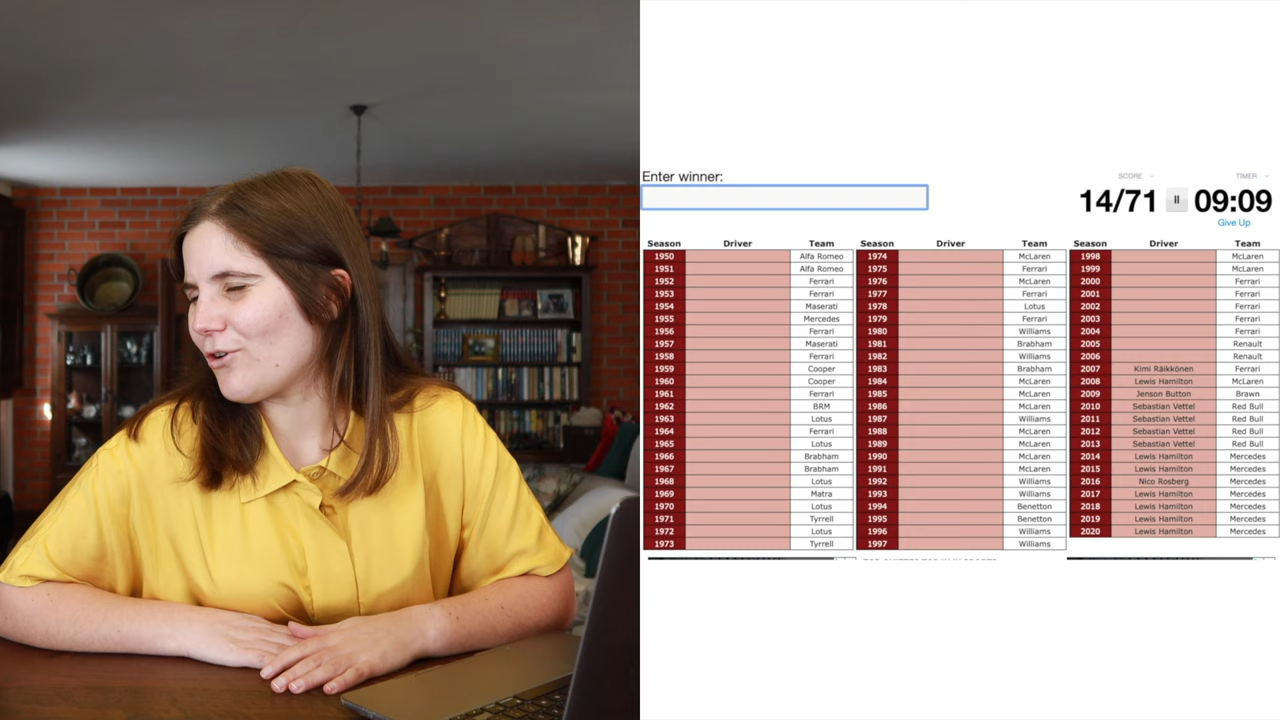 Enter winner:
SCORE TIMER
14/71 09:09
Give Up
Season Driver Team Season Driver Team Season Driver Team
1950 Alfa Romeo 1974 McLaren 1998 McLaren
1951 Alfa Romeo 1975 Ferrari 1999 McLaren
1952 Ferrari 1976 McLaren 2000 Ferrari
1953 Ferrari 1977 Ferrari 2001 Ferrari
1954 Maserati 1978 Lotus 2002 Ferrari
1955 Mercedes 1979 Ferrari 2003 Ferrari
1956 Ferrari 1980 Williams 2004 Ferrari
1957 Maserati 1981 Brabham 2005 Renault
1958 Ferrari 1982 Williams 2006 Renault
1959 Cooper 1983 Brabham 2007 Kimi Räikkönen Ferrari
1960 Cooper 1984 McLaren 2008 Lewis Hamilton McLaren
1961 Ferrari 1985 McLaren 2009 Jenson Button Brawn
1962 BRM 1986 McLaren 2010 Sebastian Vettel Red Bull
1963 Lotus 1987 Williams 2011 Sebastian Vettel Red Bull
1964 Ferrari 1988 McLaren 2012 Sebastian Vettel Red Bull
1965 Lotus 1989 McLaren 2013 Sebastian Vettel Red Bull
1966 Brabham 1990 McLaren 2014 Lewis Hamilton Mercedes
1967 Brabham 1991 McLaren 2015 Lewis Hamilton Mercedes
1968 Lotus 1992 Williams 2016 Nico Rosberg Mercedes
1969 Matra 1993 Williams 2017 Lewis Hamilton Mercedes
1970 Lotus 1994 Benetton 2018 Lewis Hamilton Mercedes
1971 Tyrrell 1995 Benetton 2019 Lewis Hamilton Mercedes
1972 Lotus 1996 Williams 2020 Lewis Hamilton Mercedes
1973 Tyrrell 1997 Williams